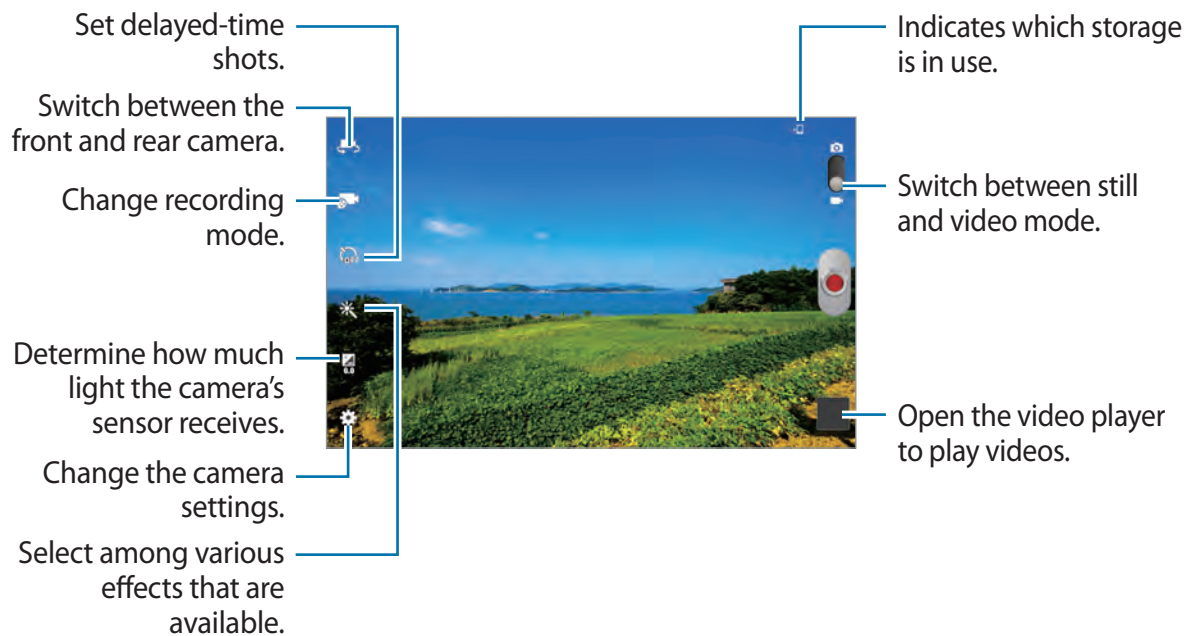 Set delayed-time
shots.
Switch between the
front and rear camera.
Change recording
mode.
Determine how much
light the camera's
sensor receives.
Change the camera
settings.
Select among various
effects that are
available.
Indicates which storage
is in use.
Switch between still
and video mode.
Open the video player
to play videos.
0.0